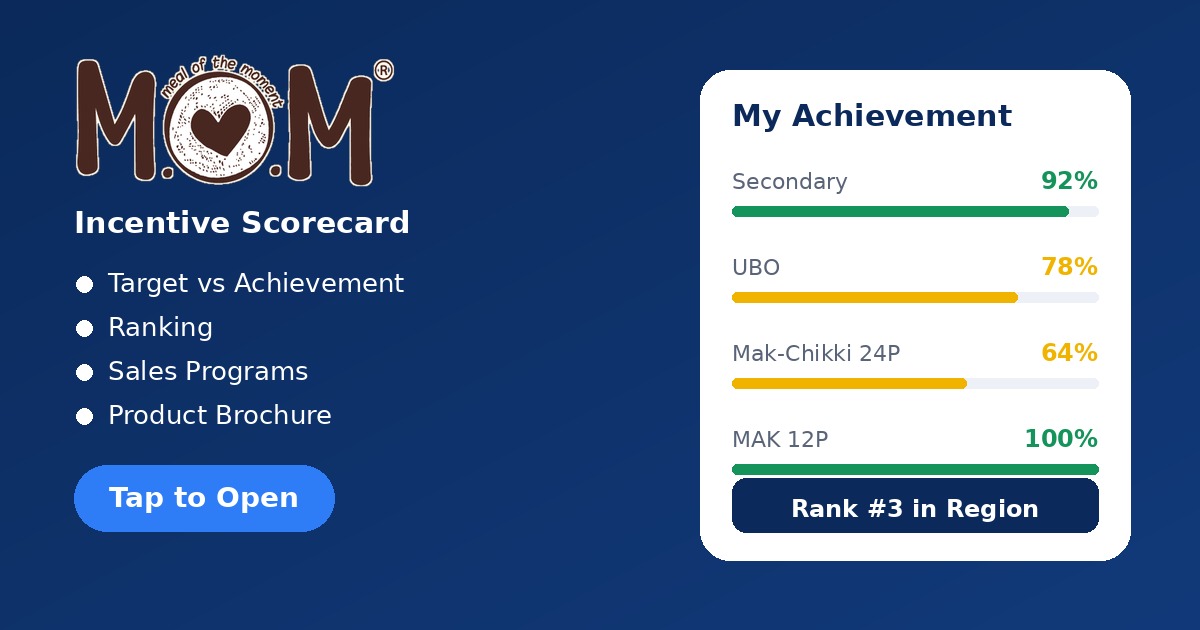 M.O.M®
meal of the moment
Incentive Scorecard
Target vs Achievement
Ranking
Sales Programs
Product Brochure
Tap to Open
My Achievement
Secondary 92%
UBO 78%
Mak-Chikki 24P 64%
MAK 12P 100%
Rank #3 in Region